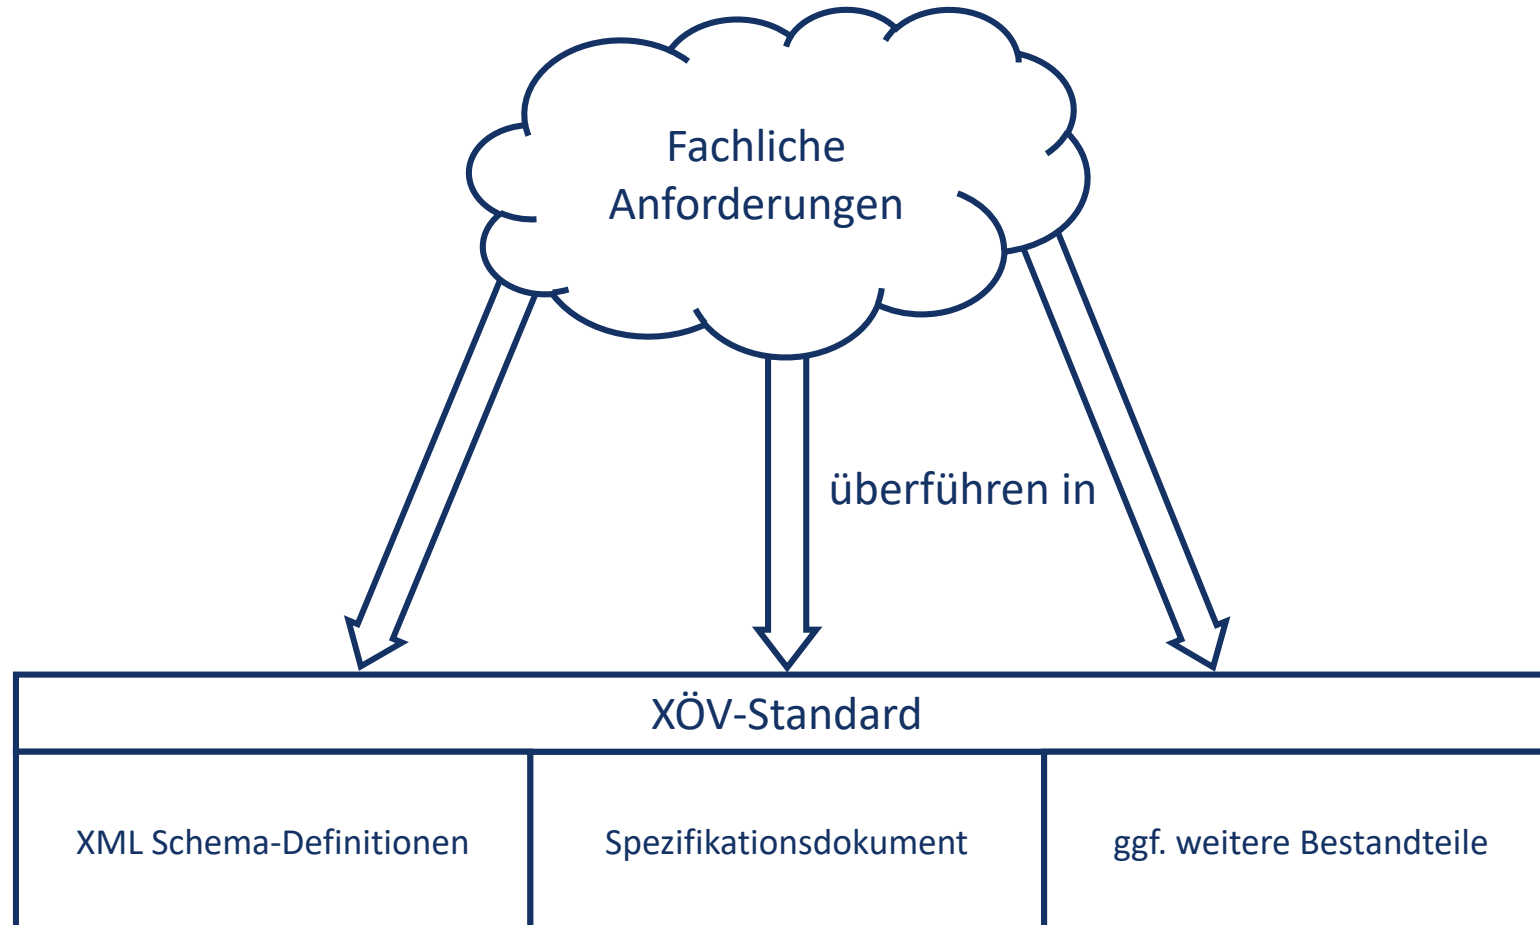 Fachliche
Anforderungen
überführen in
XÖV-Standard
XML Schema-Definitionen
Spezifikationsdokument
ggf. weitere Bestandteile